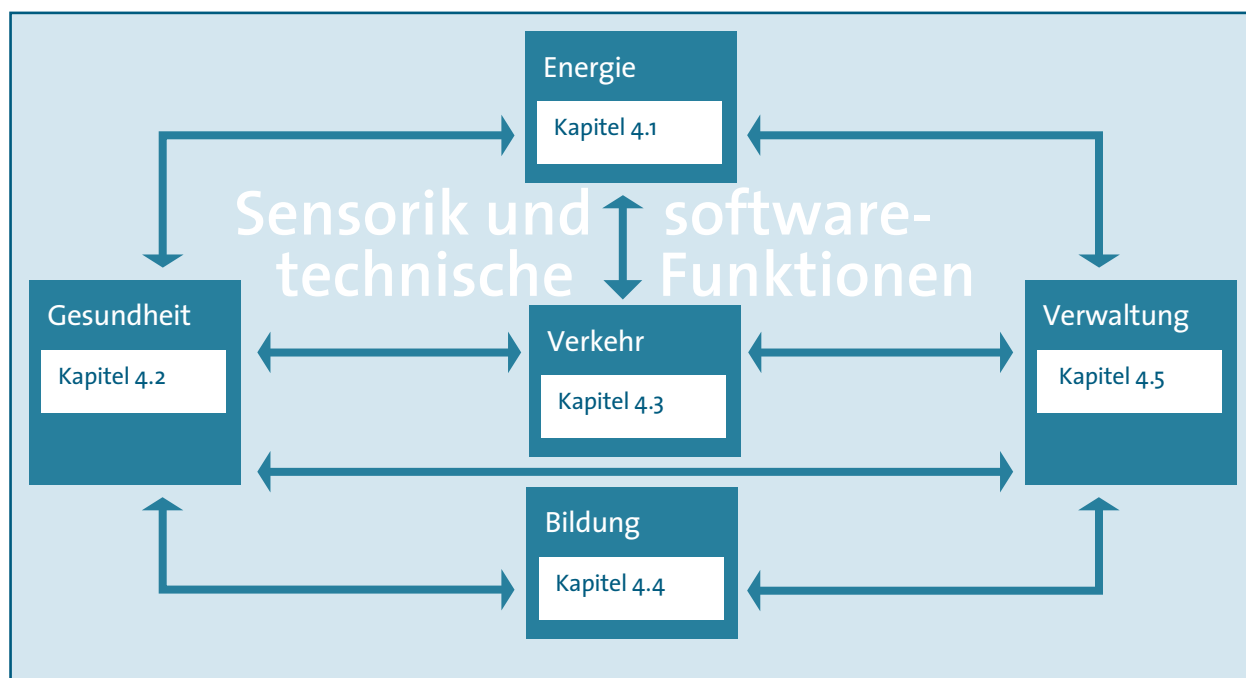 Energie
Kapitel 4.1
Sensorik und software-
technische Funktionen
Gesundheit
Kapitel 4.2
Verkehr
Kapitel 4.3
Verwaltung
Kapitel 4.5
Bildung
Kapitel 4.4